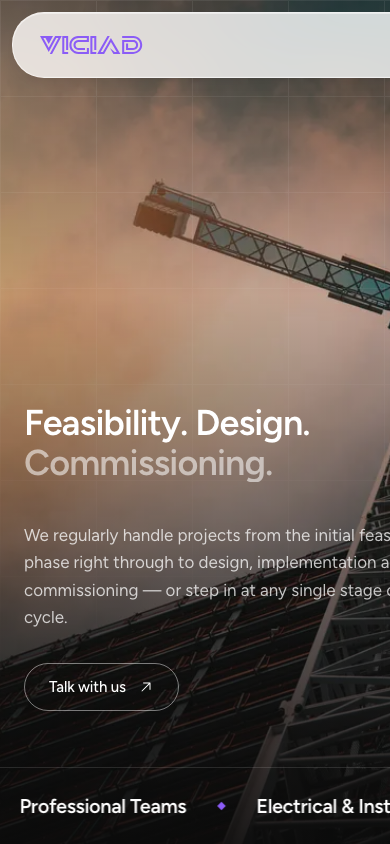 VICIAD
Feasibility. Design.
Commissioning.
We regularly handle projects from the initial feas
phase right through to design, implementation a
commissioning — or step in at any single stage
cycle.
Talk with us
Professional Teams ◆ Electrical & Inst